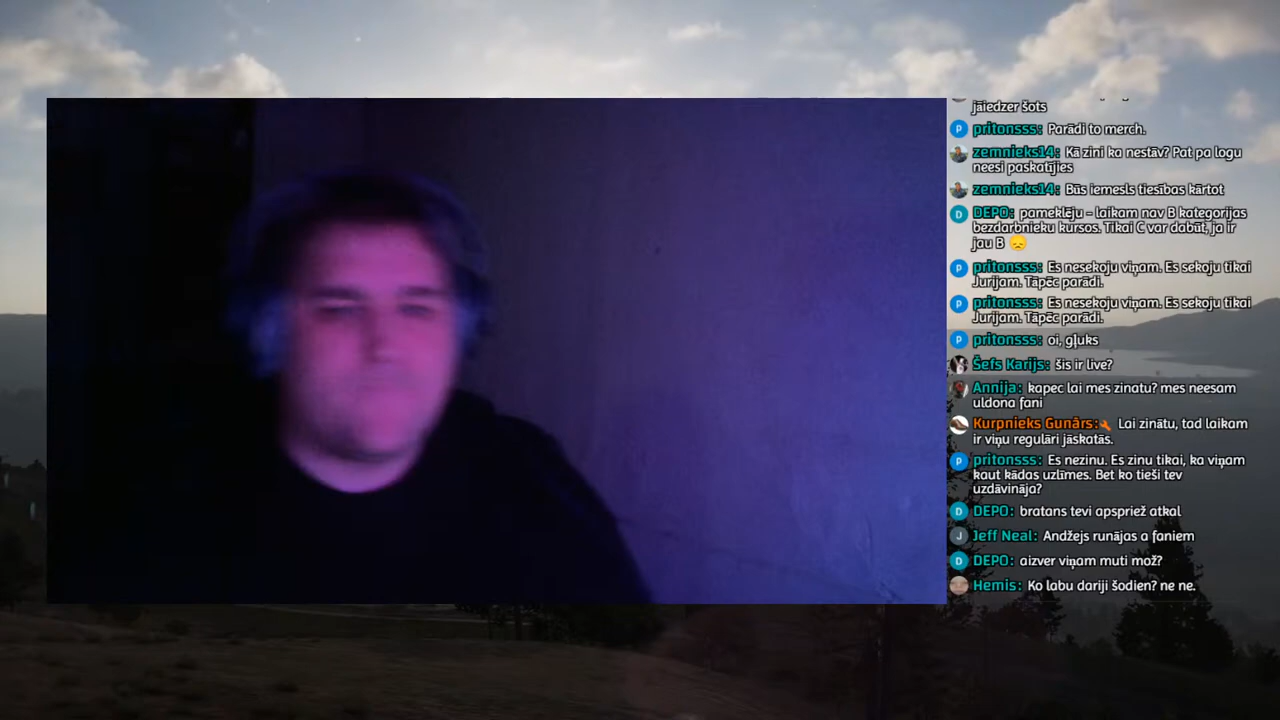 jāiedzer šots
P pritonsss: Parādi to merch.
zemnieks14: Kā zini ka nestāv? Pat pa logu
neesi paskatījies
zemnieks14: Būs iemesls tiesības kārtot
D DEPO: pameklēju - laikam nav B kategorijas
bezdarbnieku kursos. Tikai C var dabūt, ja ir
jau B 😞
P pritonsss: Es nesekoju viņam. Es sekoju tikai
Jurijam. Tāpēc parādi.
P pritonsss: Es nesekoju viņam. Es sekoju tikai
Jurijam. Tāpēc parādi.
P pritonsss: oi, gļuks
Šefs Karijs: šis ir live?
Annija: kapec lai mes zinatu? mes neesam
uldona fani
Kurpnieks Gunārs: Lai zinātu, tad laikam
ir viņu regulāri jāskatās.
P pritonsss: Es nezinu. Es zinu tikai, ka viņam
kaut kādas uzlīmes. Bet ko tieši tev
uzdāvināja?
D DEPO: bratans tevi apspriež atkal
J Jeff Neal: Andžejs runājas a faniem
D DEPO: aizver viņam muti mož?
Hemis: Ko labu dariji šodien? ne ne.